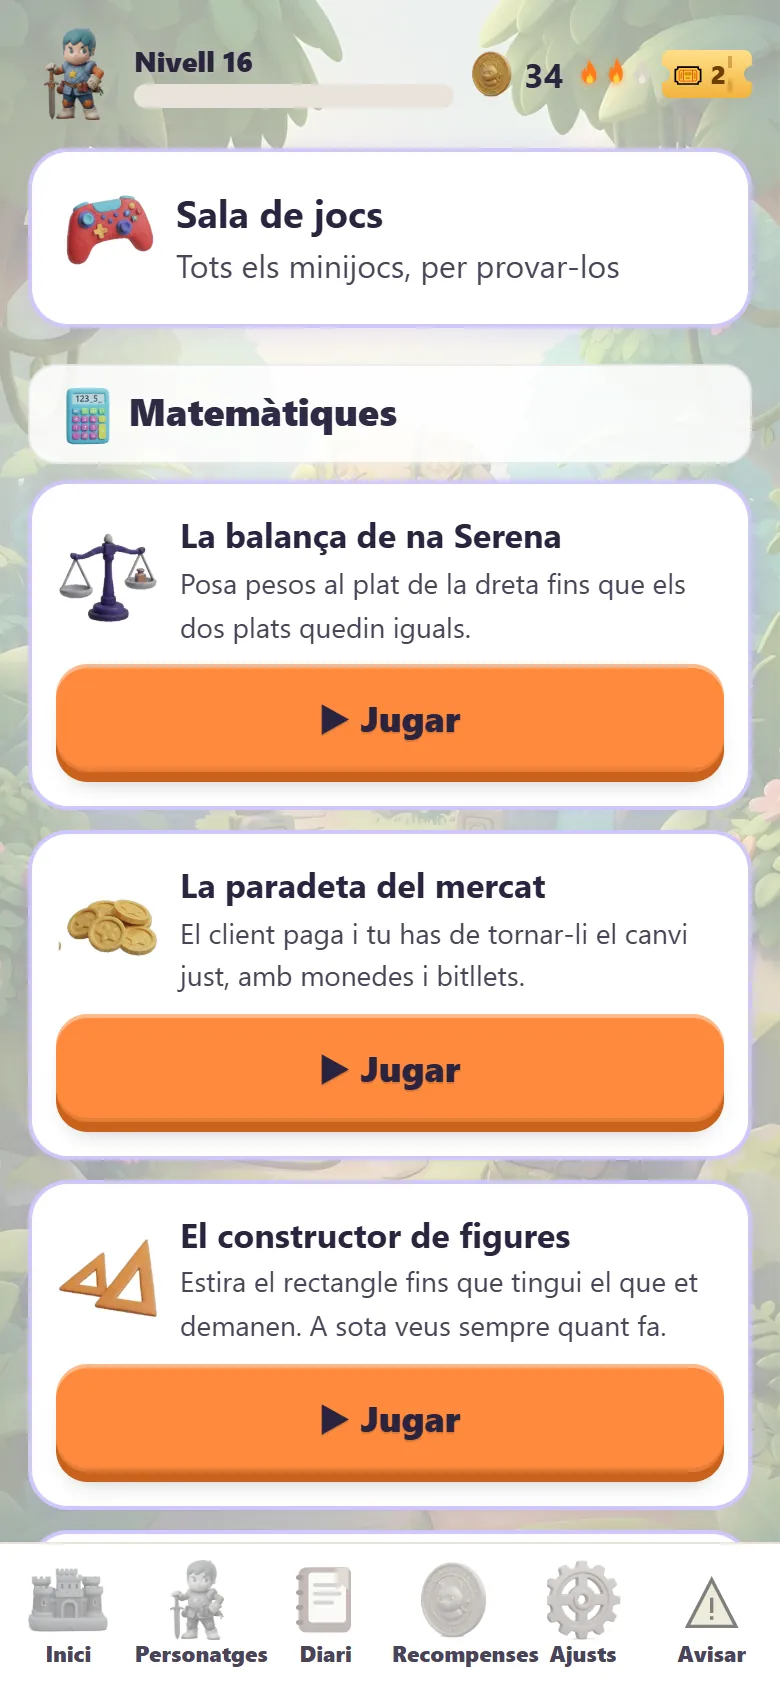 Nivell 16
34
2
Sala de jocs
Tots els minijocs, per provar-los
123_5_
Matemàtiques
La balança de na Serena
Posa pesos al plat de la dreta fins que els
dos plats quedin iguals.
▶ Jugar
La paradeta del mercat
El client paga i tu has de tornar-li el canvi
just, amb monedes i bitllets.
▶ Jugar
El constructor de figures
Estira el rectangle fins que tingui el que et
demanen. A sota veus sempre quant fa.
▶ Jugar
Inici
Personatges
Diari
Recompenses
Ajusts
Avisar